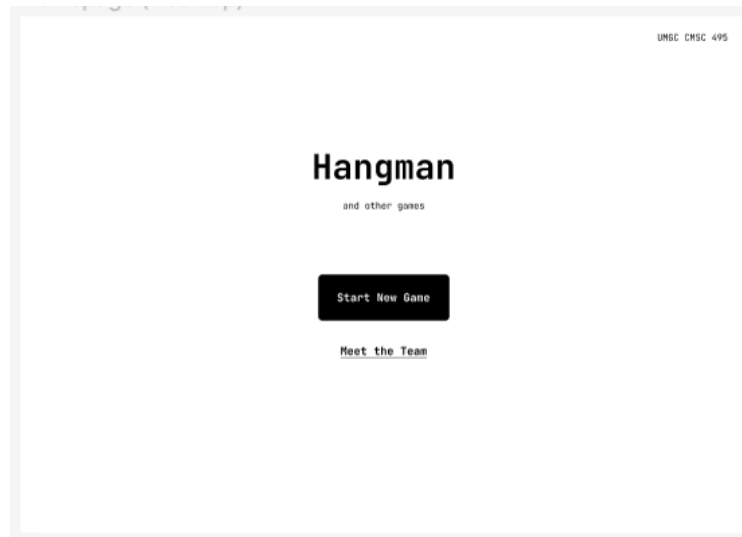 UMGC CMSC 495
Hangman
and other games
Start New Game
Meet the Team